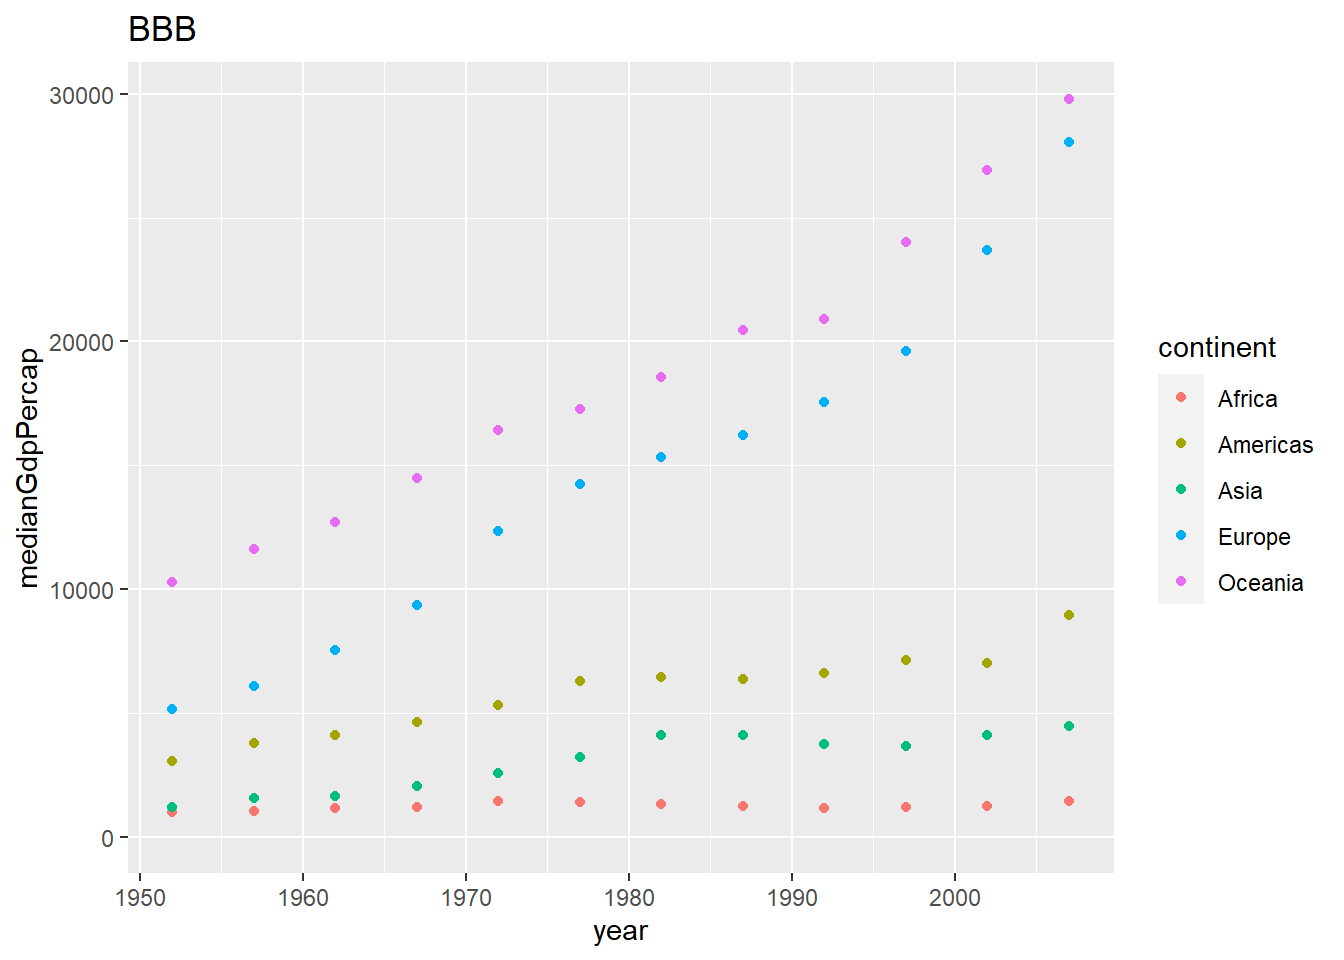 BBB
30000
20000
10000
0
medianGdpPercap
1950 1960 1970 1980 1990 2000
year
continent
Africa
Americas
Asia
Europe
Oceania